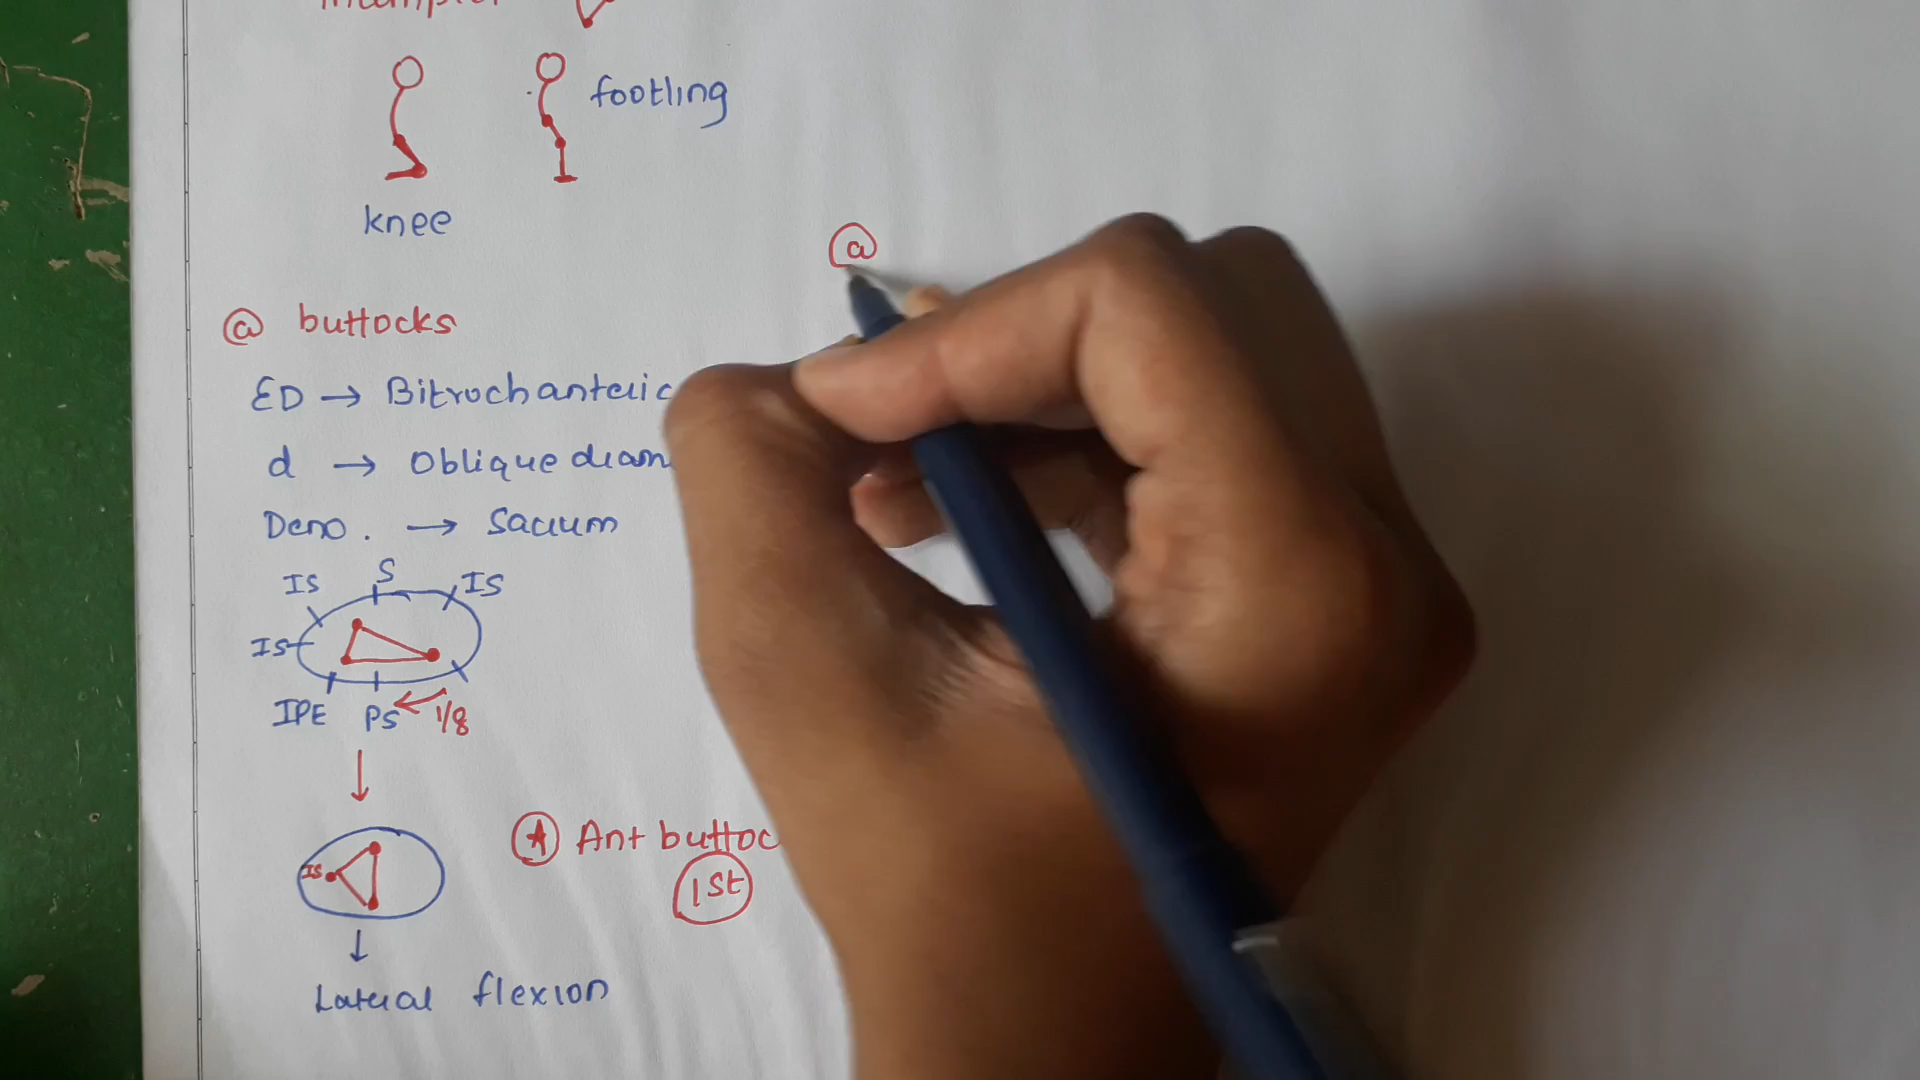 footling
knee
@ buttocks
ED → Bitrochanteric
d → Oblique diam
Deno. → Sacrum
IS S IS
IS
IPE PS ← 1/8
IS
Ant buttoc
1st
Lateral flexion
@